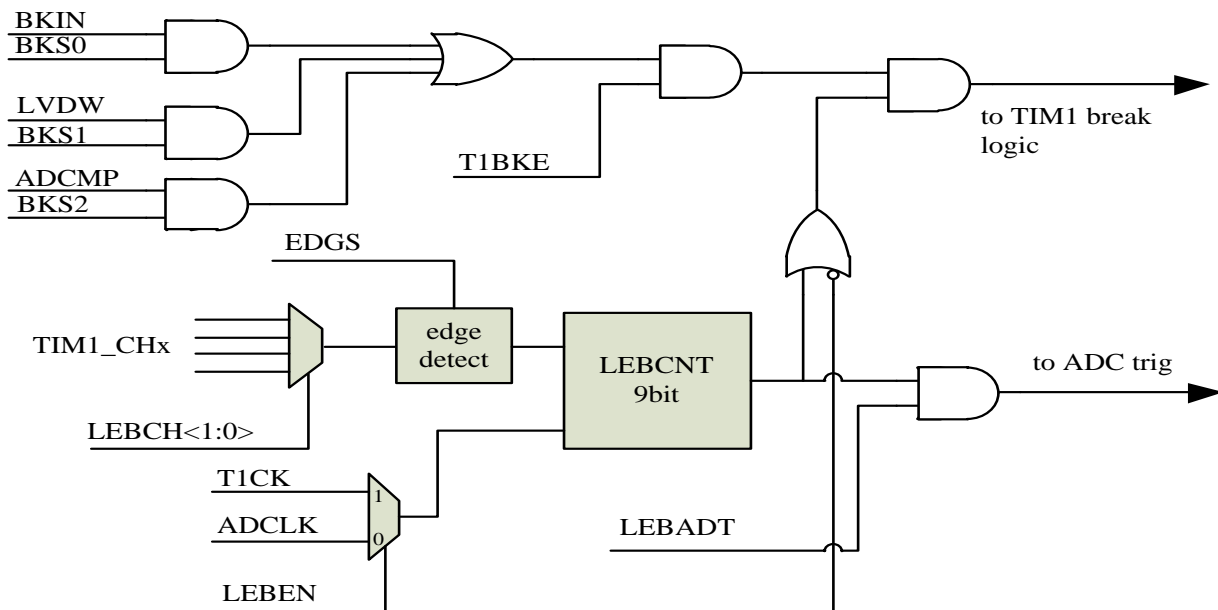 BKIN
BKS0
LVDW
BKS1
T1BKE
to TIM1 break
logic
ADCMP
BKS2
EDGS
TIM1_CHx
edge
detect
LEBCNT
9bit
to ADC trig
LEBCH<1:0>
T1CK
1
ADCLK
0
LEBADT
LEBEN